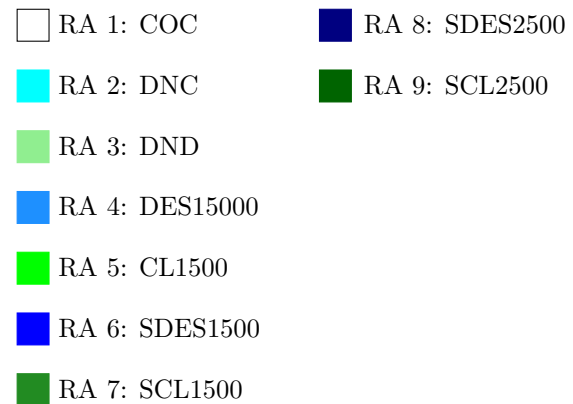 RA 1: COC
RA 2: DNC
RA 3: DND
RA 4: DES15000
RA 5: CL1500
RA 6: SDES1500
RA 7: SCL1500
RA 8: SDES2500
RA 9: SCL2500